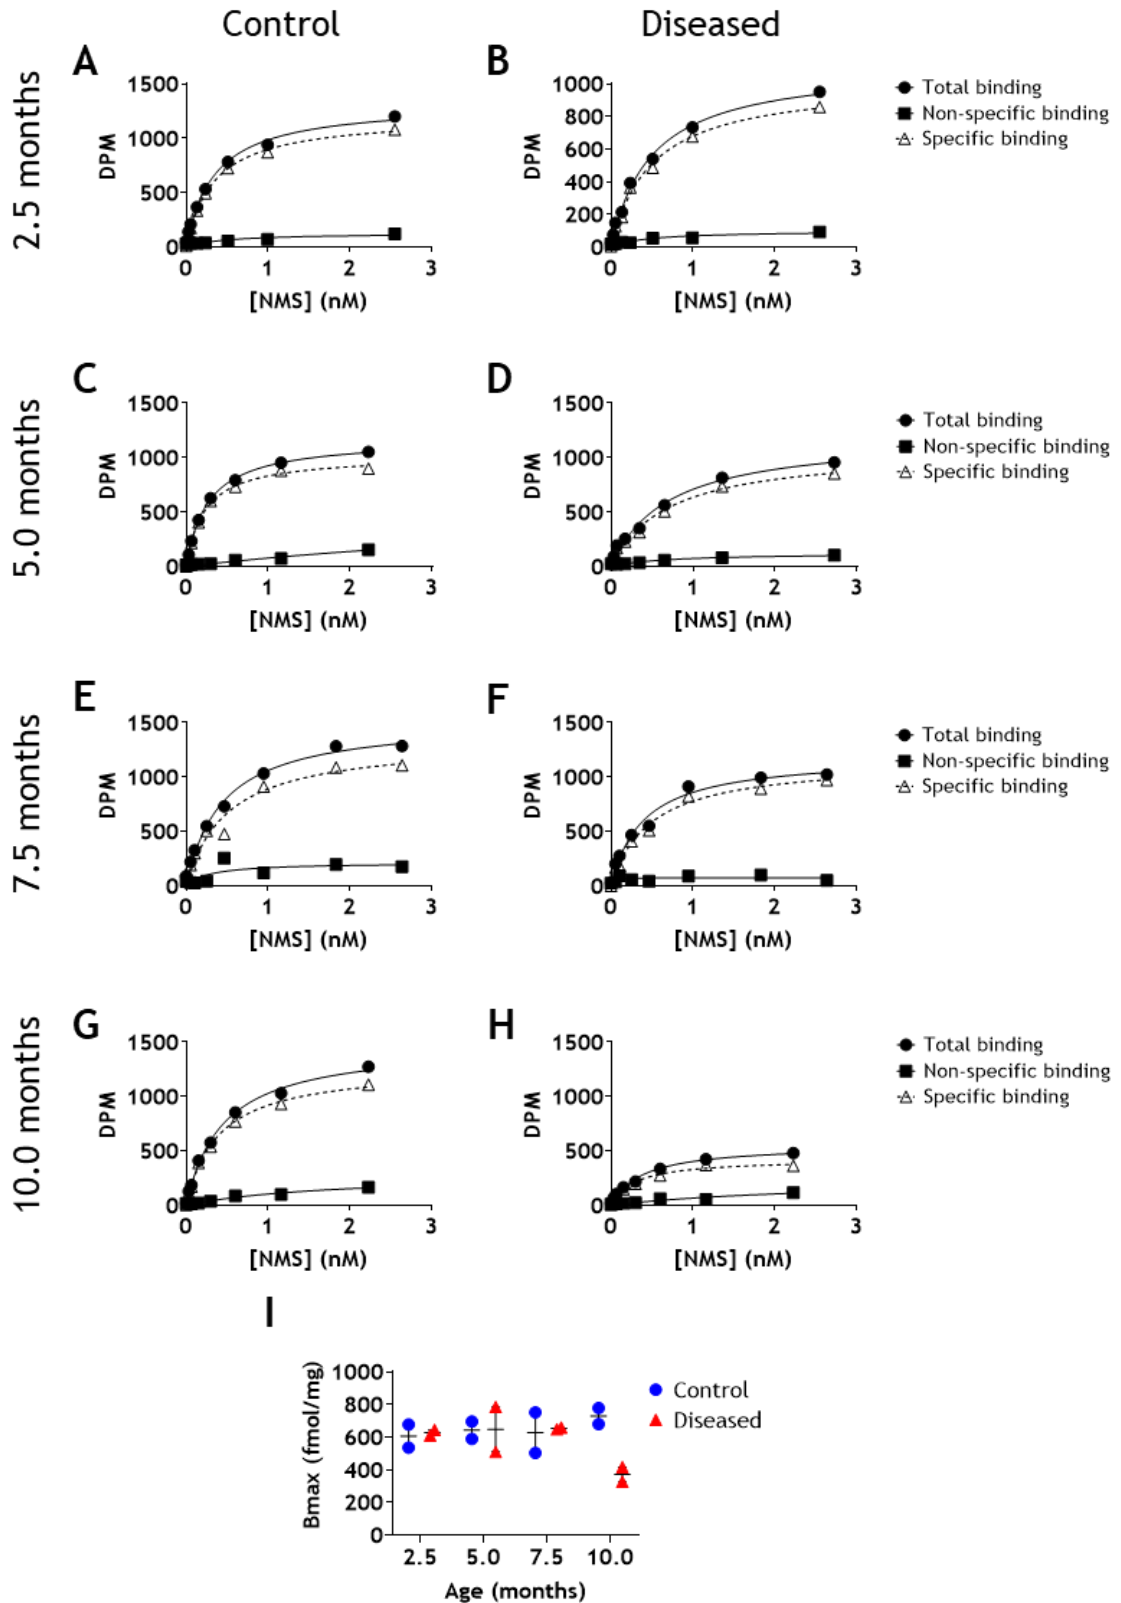 Control Diseased
2.5 months
A
1500
1000
500
0
DPM
0 1 2 3
[NMS] (nM)
B
1000
800
600
400
200
0
DPM
0 1 2 3
[NMS] (nM)
Total binding
Non-specific binding
Specific binding
5.0 months
C
1500
1000
500
0
DPM
0 1 2 3
[NMS] (nM)
D
1500
1000
500
0
DPM
0 1 2 3
[NMS] (nM)
Total binding
Non-specific binding
Specific binding
7.5 months
E
1500
1000
500
0
DPM
0 1 2 3
[NMS] (nM)
F
1500
1000
500
0
DPM
0 1 2 3
[NMS] (nM)
Total binding
Non-specific binding
Specific binding
10.0 months
G
1500
1000
500
0
DPM
0 1 2 3
[NMS] (nM)
H
1500
1000
500
0
DPM
0 1 2 3
[NMS] (nM)
Total binding
Non-specific binding
Specific binding
I
1000
800
600
400
200
0
Bmax (fmol/mg)
2.5 5.0 7.5 10.0
Age (months)
Control
Diseased